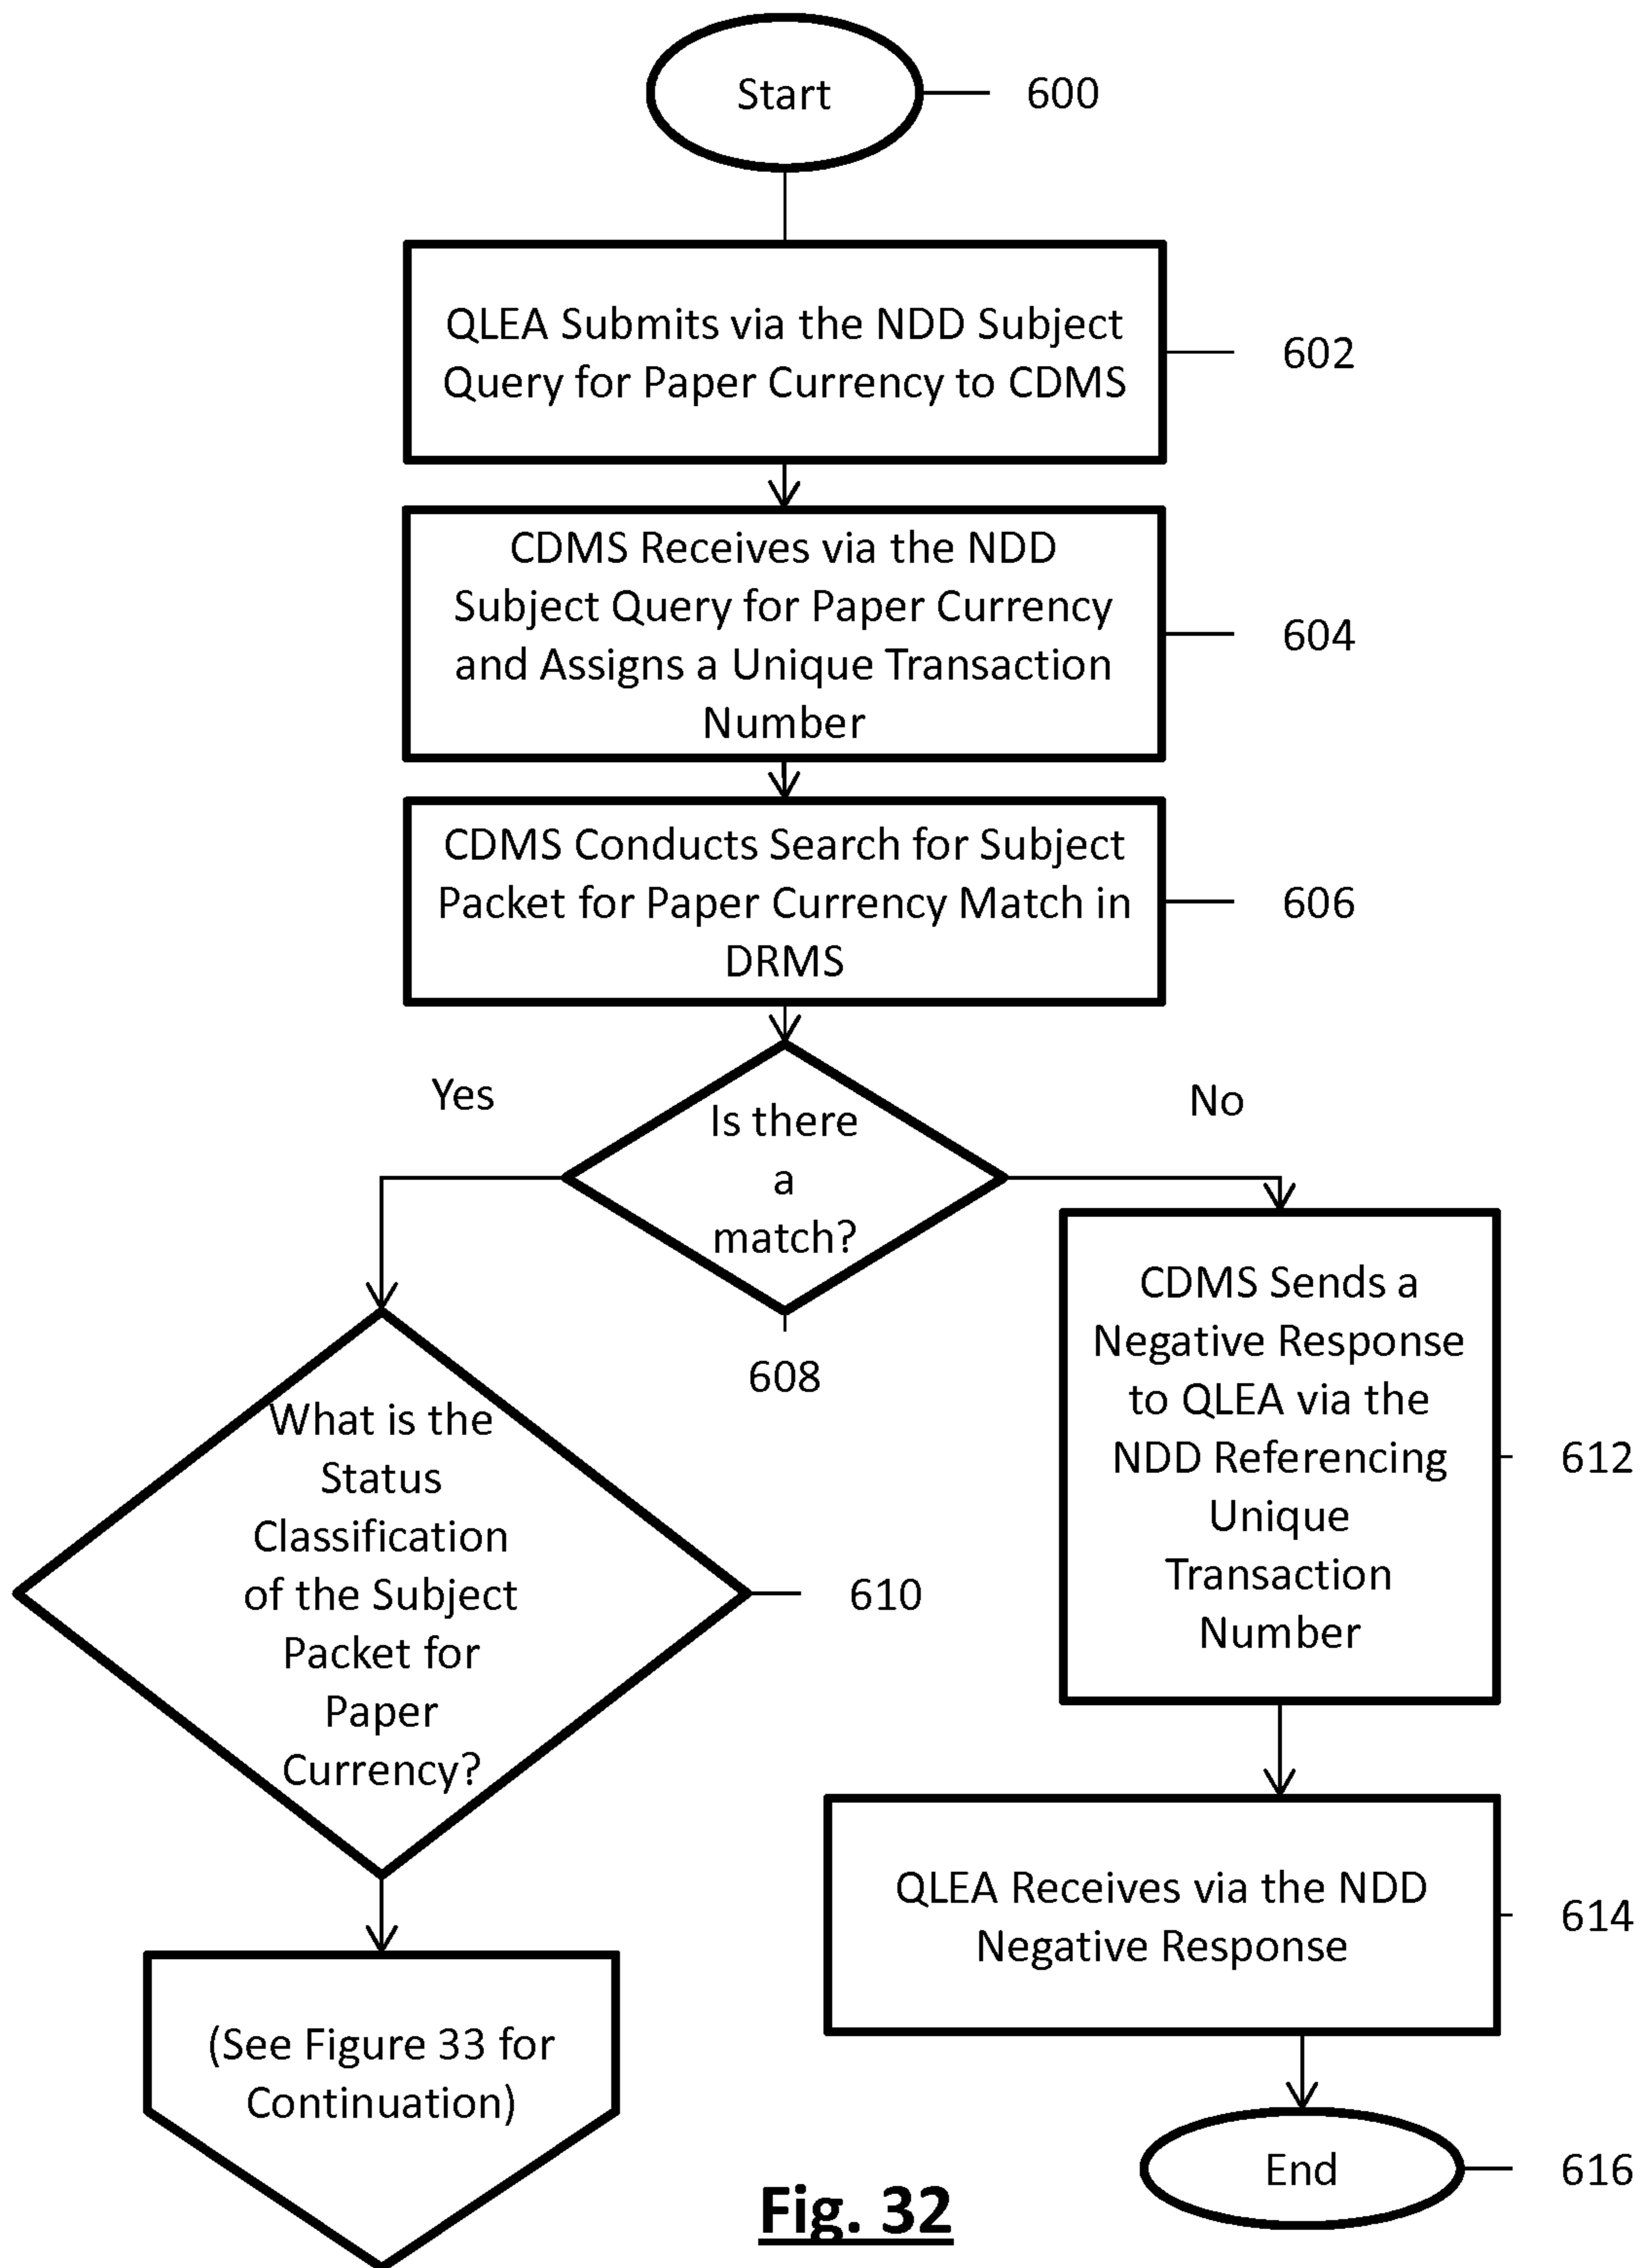 Start
600
QLEA Submits via the NDD Subject
Query for Paper Currency to CDMS
602
CDMS Receives via the NDD
Subject Query for Paper Currency
and Assigns a Unique Transaction
Number
604
CDMS Conducts Search for Subject
Packet for Paper Currency Match in
DRMS
606
Yes
Is there
a
match?
No
608
What is the
Status
Classification
of the Subject
Packet for
Paper
Currency?
610
CDMS Sends a
Negative Response
to QLEA via the
NDD Referencing
Unique
Transaction
Number
612
QLEA Receives via the NDD
Negative Response
614
(See Figure 33 for
Continuation)
End
616
Fig. 32